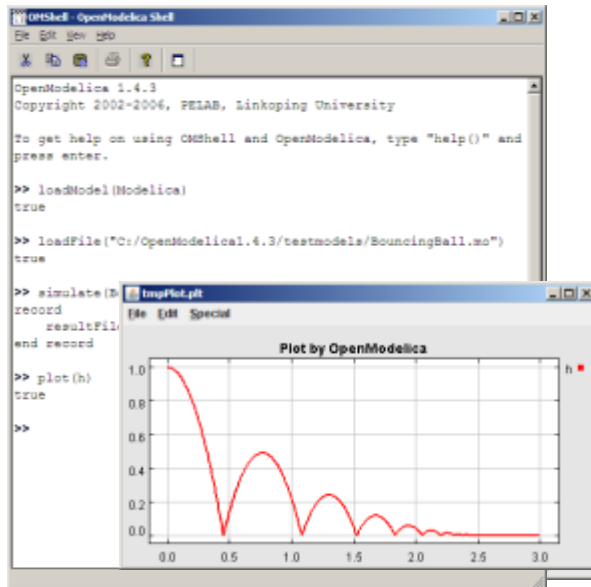 OMShell - OpenModelica Shell
File Edit View Help
OpenModelica 1.4.3
Copyright 2002-2006, PELAB, Linkoping University
To get help on using OMShell and OpenModelica, type "help()" and
press enter.
>> loadModel(Modelica)
true
>> loadFile("C:/OpenModelica1.4.3/testmodels/BouncingBall.mo")
true
>> simulate(B
record
resultFil
end record
>> plot(h)
true
>>
tmpPlot.plt
File Edit Special
Plot by OpenModelica
h
1.0
0.8
0.6
0.4
0.2
0.0
0.0 0.5 1.0 1.5 2.0 2.5 3.0